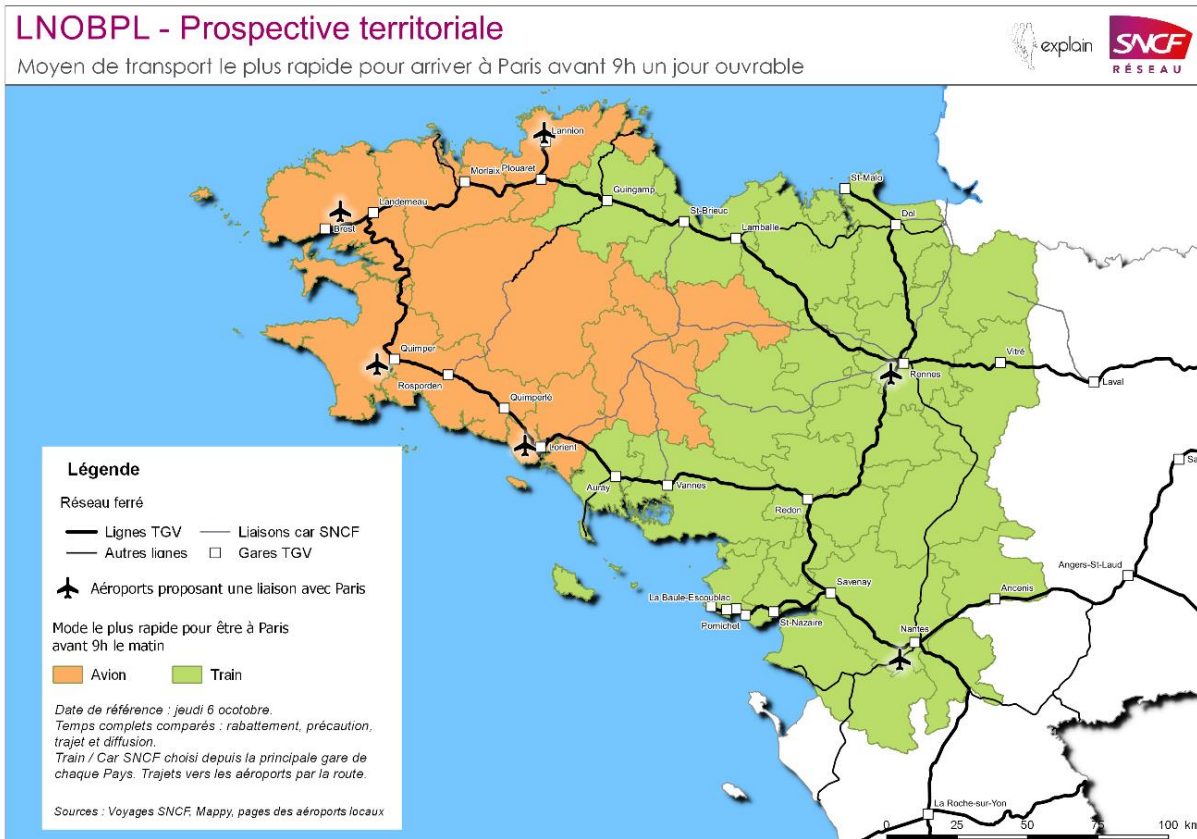 LNOBPL - Prospective territoriale
Moyen de transport le plus rapide pour arriver à Paris avant 9h un jour ouvrable
explain
SNCF
RÉSEAU
Lannion
Morlaix
Plouaret
Guingamp
St-Malo
Landerneau
St-Brieuc
Dol
Brest
Lamballe
Quimper
Rennes
Vitré
Laval
Rosporden
Quimperlé
Lorient
Auray
Vannes
Redon
Sa
Angers-St-Laud
Savenay
Ancenis
La Baule-Escoublac
Pornichet
St-Nazaire
Nantes
La Roche-sur-Yon
0 25 50 75 100 km
Légende
Réseau ferré
Lignes TGV
Liaisons car SNCF
Autres lignes
Gares TGV
Aéroports proposant une liaison avec Paris
Mode le plus rapide pour être à Paris
avant 9h le matin
Avion
Train
Date de référence : jeudi 6 ocotobre.
Temps complets comparés : rabattement, précaution,
trajet et diffusion.
Train / Car SNCF choisi depuis la principale gare de
chaque Pays. Trajets vers les aéroports par la route.
Sources : Voyages SNCF, Mappy, pages des aéroports locaux